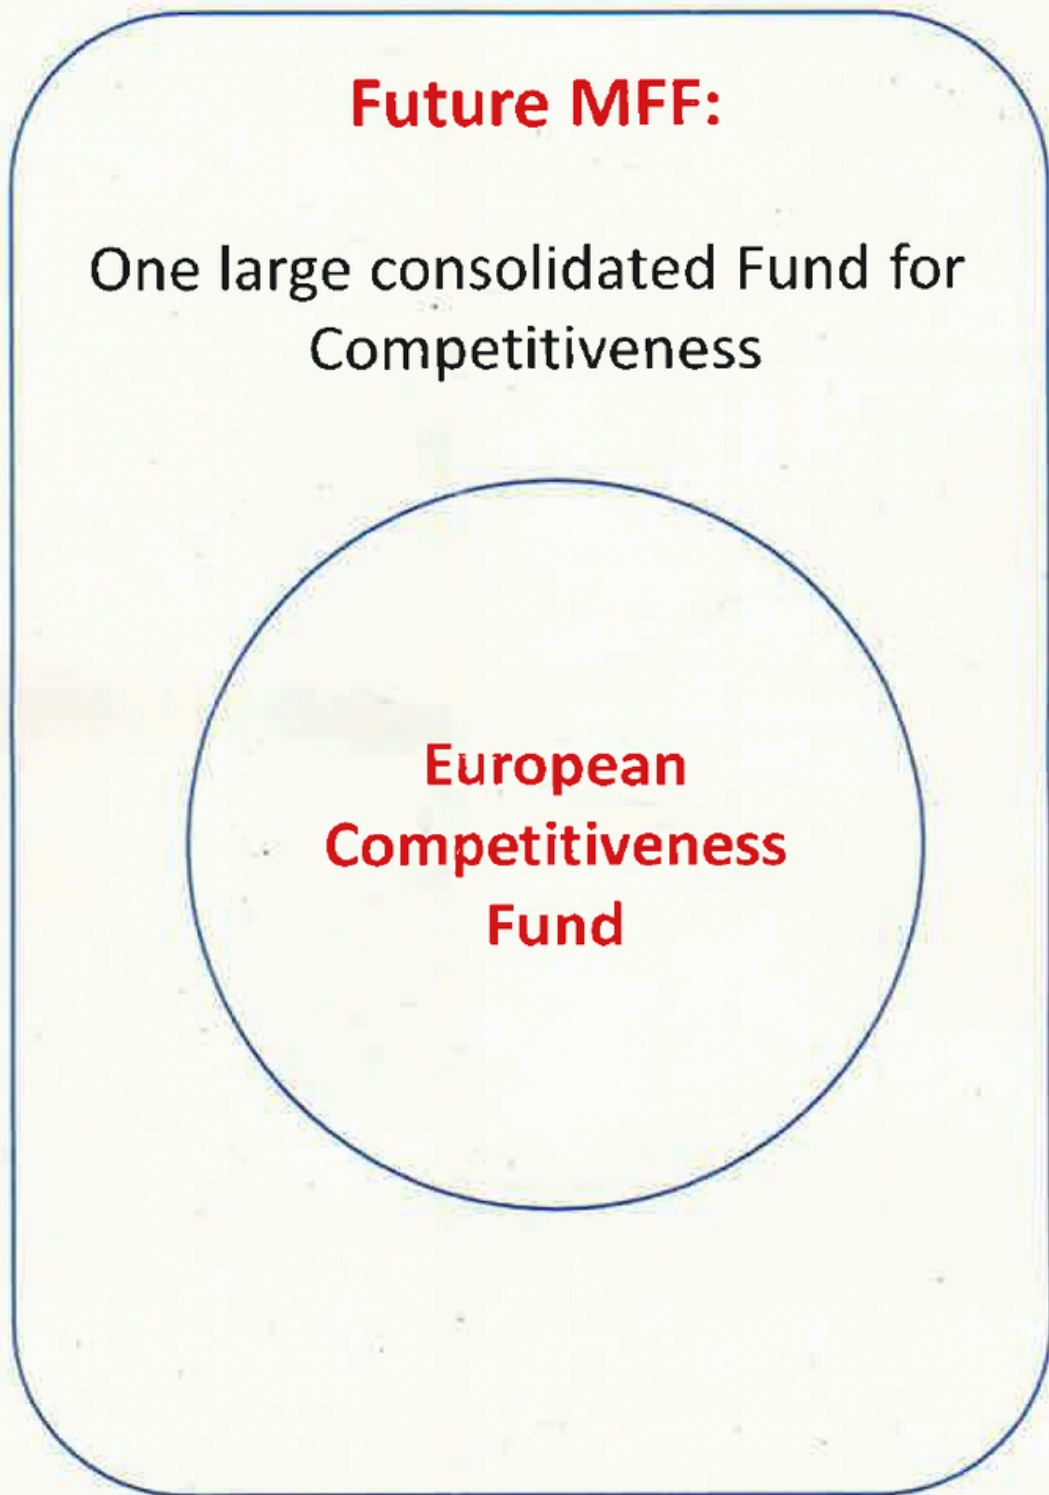 Future MFF:
One large consolidated Fund for
Competitiveness
European
Competitiveness
Fund